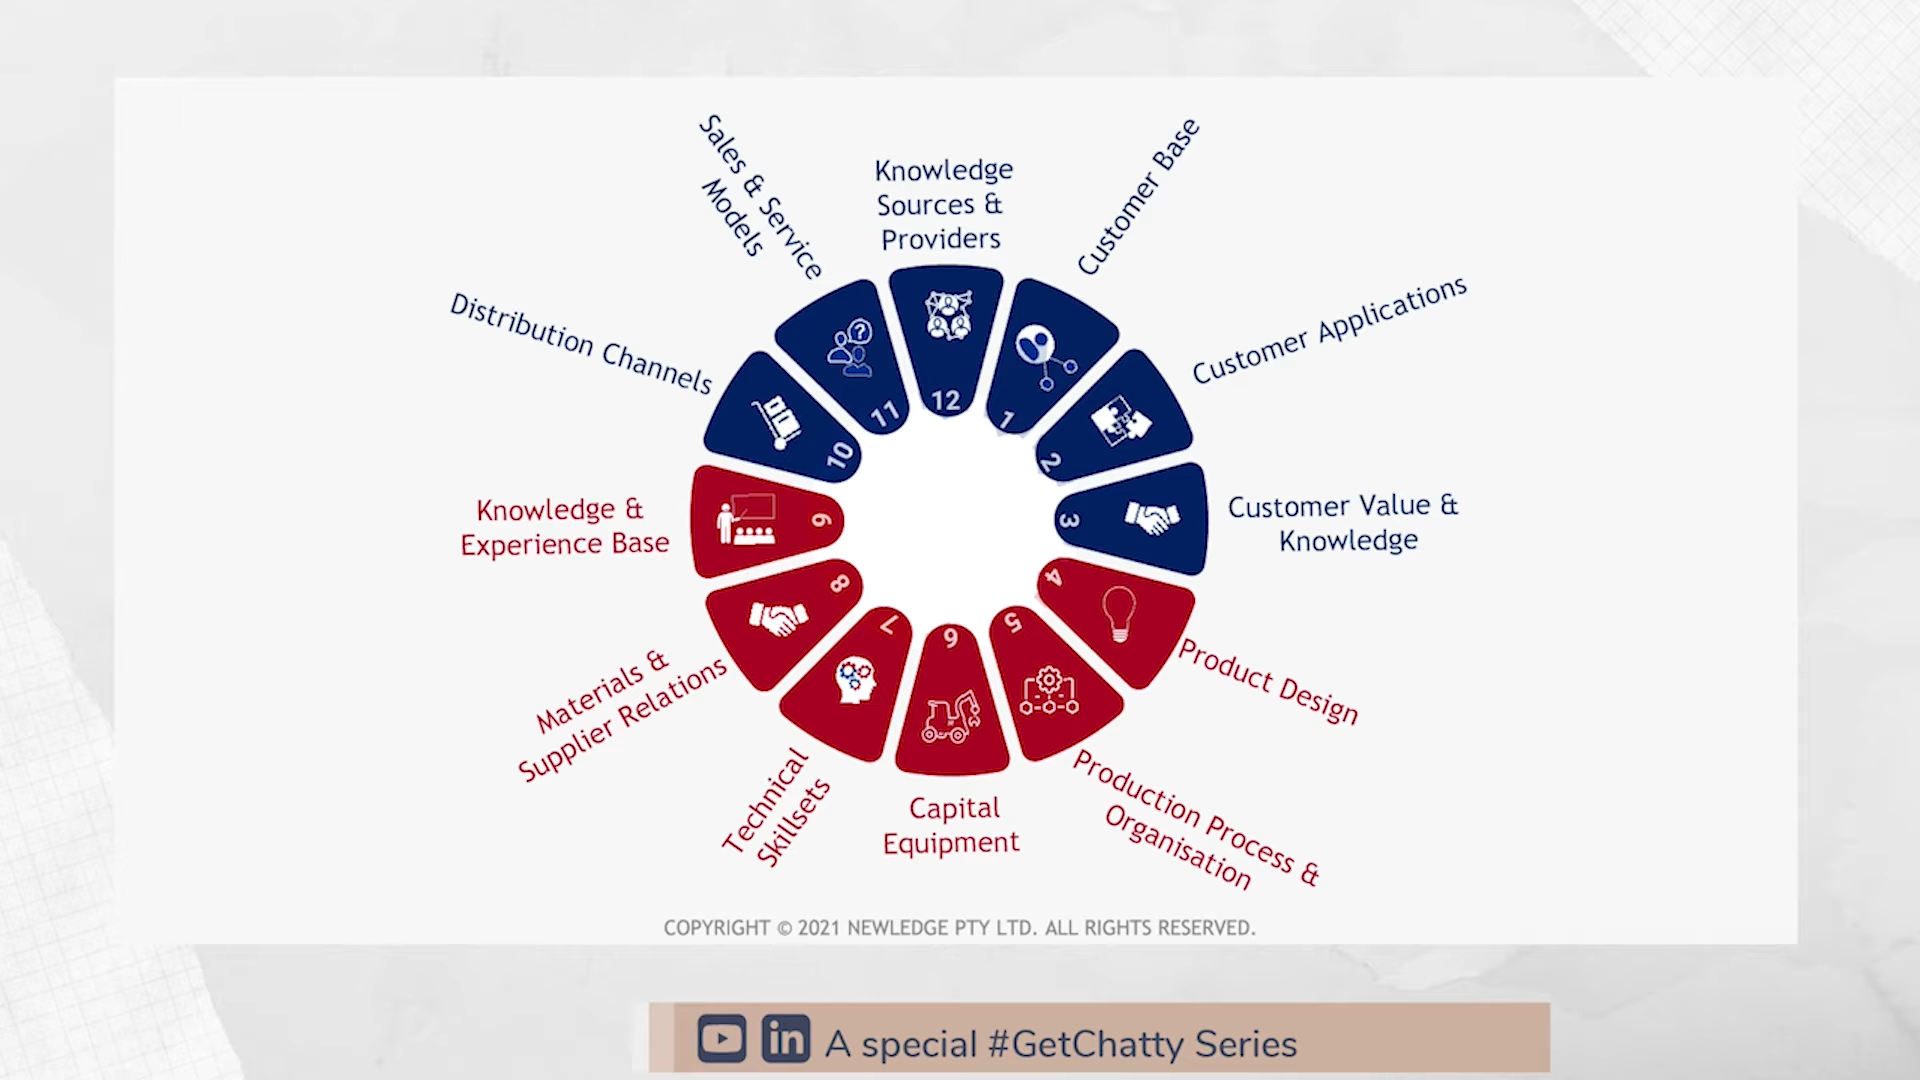 Sales & Service
Models
Knowledge
Sources &
Providers
Customer Base
Distribution Channels
Customer Applications
11
12
1
10
2
Knowledge &
Experience Base
9
3
Customer Value &
Knowledge
8
4
7
6
5
Materials &
Supplier Relations
Product Design
Technical
Skillsets
Capital
Equipment
Production Process &
Organisation
COPYRIGHT © 2021 NEWLEDGE PTY LTD. ALL RIGHTS RESERVED.
in A special #GetChatty Series